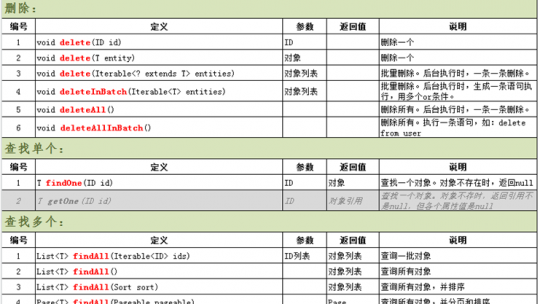 删除：
编号 定义 参数 返回值 说明
1 void delete(ID id) ID 删除一个
2 void delete(T entity) 对象 删除一个
3 void delete(Iterable<? extends T> entities) 对象列表 批量删除。后台执行时，一条一条删除。
4 void deleteInBatch(Iterable<T> entities) 对象列表 批量删除。后台执行时，生成一条语句执
行，用多个or条件。
5 void deleteAll() 删除所有。后台执行时，一条一条删除。
6 void deleteAllInBatch() 删除所有。执行一条语句，如：delete
from user
查找单个：
编号 定义 参数 返回值 说明
1 T findOne(ID id) ID 对象 查找一个对象。对象不存在时，返回null
2 T getOne(ID id) ID 对象引用 查找一个对象。对象不存在时，返回引用不
是null，但各个属性值是null
查找多个：
编号 定义 参数 返回值 说明
1 List<T> findAll(Iterable<ID> ids) ID列表 对象列表 查询一批对象
2 List<T> findAll() 对象列表 查询所有对象
3 List<T> findAll(Sort sort) 对象列表 查询所有对象，并排序
4 Page<T> findAll(Pageable pageable) Page 查询所有对象，并分页和排序